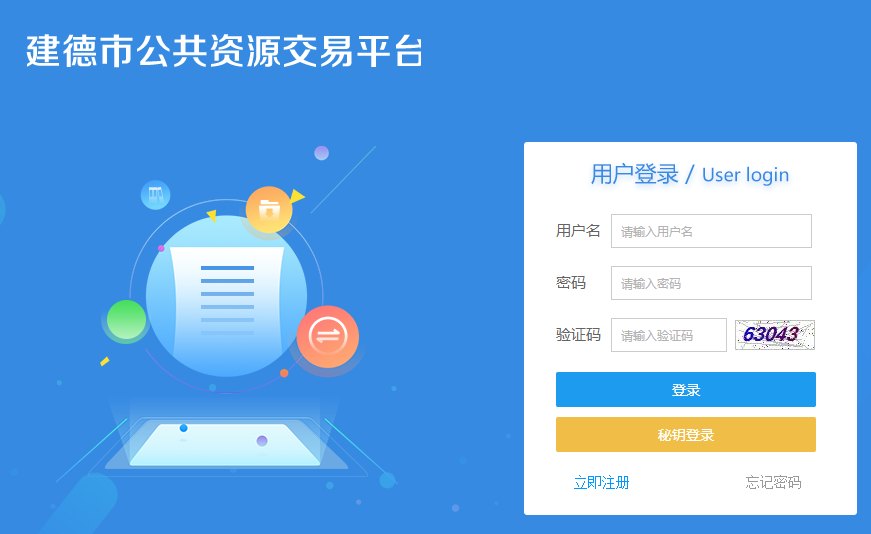 建德市公共资源交易平台
用户登录 / User login
用户名 请输入用户名
密码 请输入密码
验证码 请输入验证码 63043
登录
秘钥登录
立即注册 忘记密码